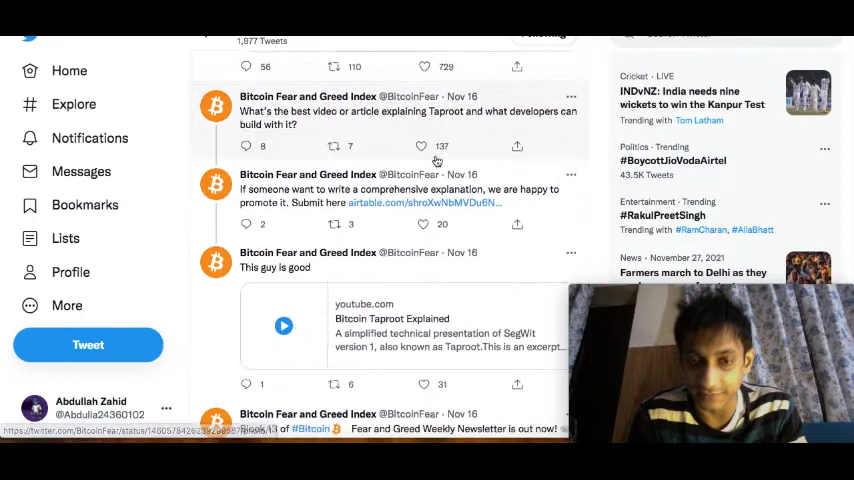 1,977 Tweets
Following
56 110 729
Bitcoin Fear and Greed Index @BitcoinFear · Nov 16
What's the best video or article explaining Taproot and what developers can
build with it?
8 7 137
Bitcoin Fear and Greed Index @BitcoinFear · Nov 16
If someone want to write a comprehensive explanation, we are happy to
promote it. Submit here airtable.com/shroXwNbMVDu6N...
2 3 20
Bitcoin Fear and Greed Index @BitcoinFear · Nov 16
This guy is good
youtube.com
Bitcoin Taproot Explained
A simplified technical presentation of SegWit
version 1, also known as Taproot.This is an excerpt...
1 6 31
Bitcoin Fear and Greed Index @BitcoinFear · Nov 16
13 of #Bitcoin Fear and Greed Weekly Newsletter is out now!
Home
Explore
Notifications
Messages
Bookmarks
Lists
Profile
More
Tweet
Abdullah Zahid
@Abdulla24360102
Cricket · LIVE
INDvNZ: India needs nine
wickets to win the Kanpur Test
Trending with Tom Latham
Politics · Trending
#BoycottJioVodaAirtel
43.5K Tweets
Entertainment · Trending
#RakulPreetSingh
Trending with #RamCharan, #AllaBhatt
News · November 27, 2021
Farmers march to Delhi as they